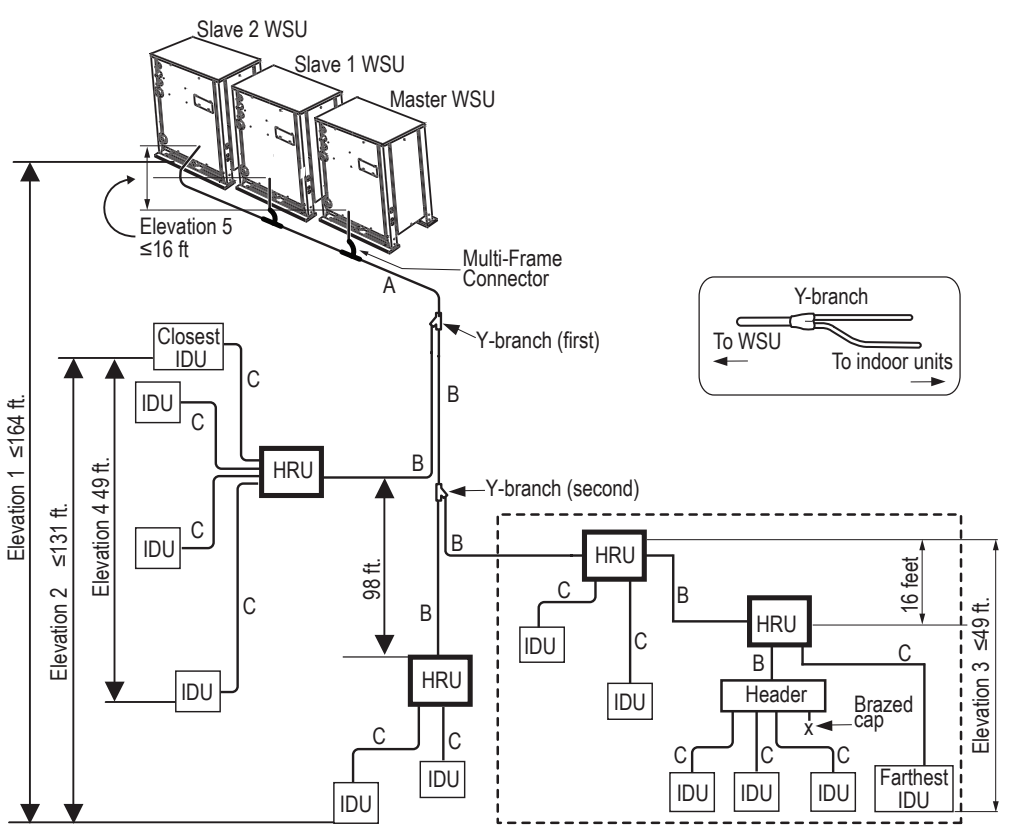 Slave 2 WSU
Slave 1 WSU
Master WSU
Elevation 5
≤16 ft
Multi-Frame
Connector
A
Y-branch
To WSU
To indoor units
Y-branch (first)
Closest
IDU
C
B
IDU
C
HRU
B
Y-branch (second)
Elevation 1 ≤164 ft.
Elevation 2 ≤131 ft.
Elevation 4 49 ft.
IDU
C
C
IDU
98 ft.
B
B
HRU
C
C
IDU
IDU
HRU
C
IDU
C
IDU
B
16 feet
Elevation 3 ≤49 ft.
HRU
B
C
Header
Brazed
cap
x
C
C
C
IDU
IDU
IDU
Farthest
IDU